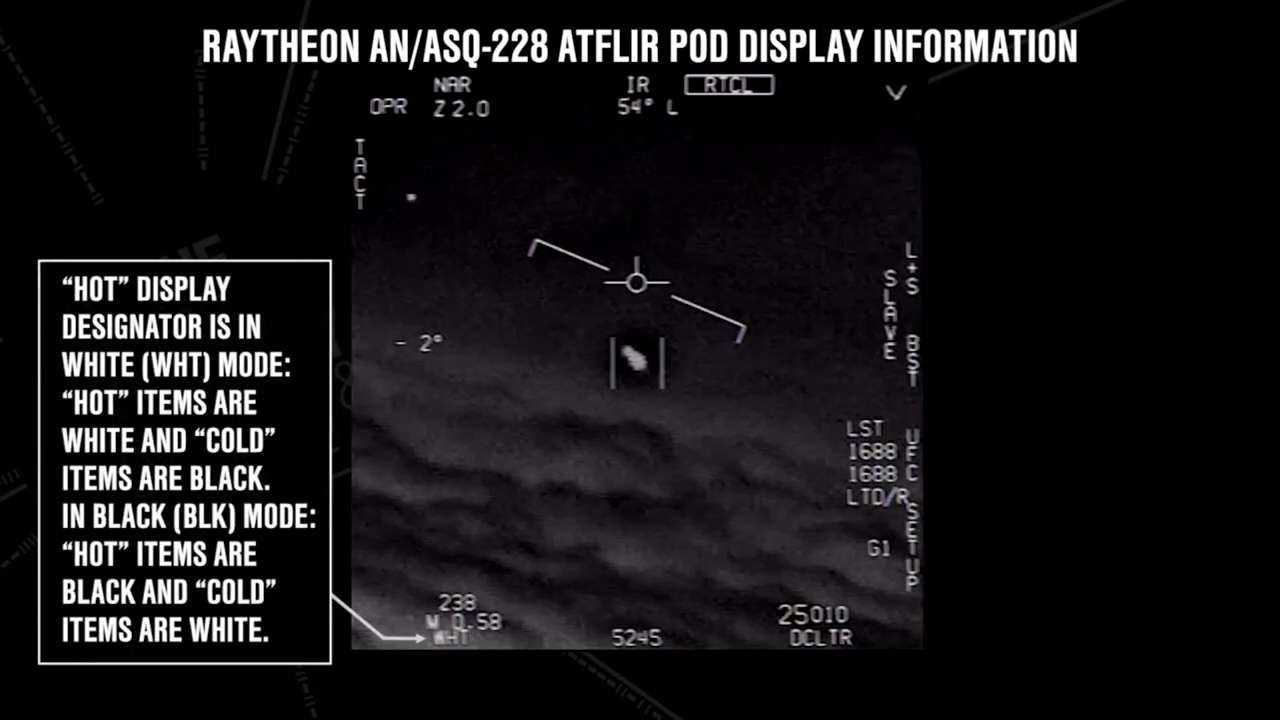 RAYTHEON AN/ASQ-228 ATFLIR POD DISPLAY INFORMATION
NAR IR RTCL
OPR Z 2.0 54° L
TACT
L+S
SLAVE
BST
- 2°
"HOT" DISPLAY
DESIGNATOR IS IN
WHITE (WHT) MODE:
"HOT" ITEMS ARE
WHITE AND "COLD"
ITEMS ARE BLACK.
IN BLACK (BLK) MODE:
"HOT" ITEMS ARE
BLACK AND "COLD"
ITEMS ARE WHITE.
LST
1688
1688
LTD/R
UFC
SETUP
G1
238
M 0.58
WHT
5245
25010
DCLTR